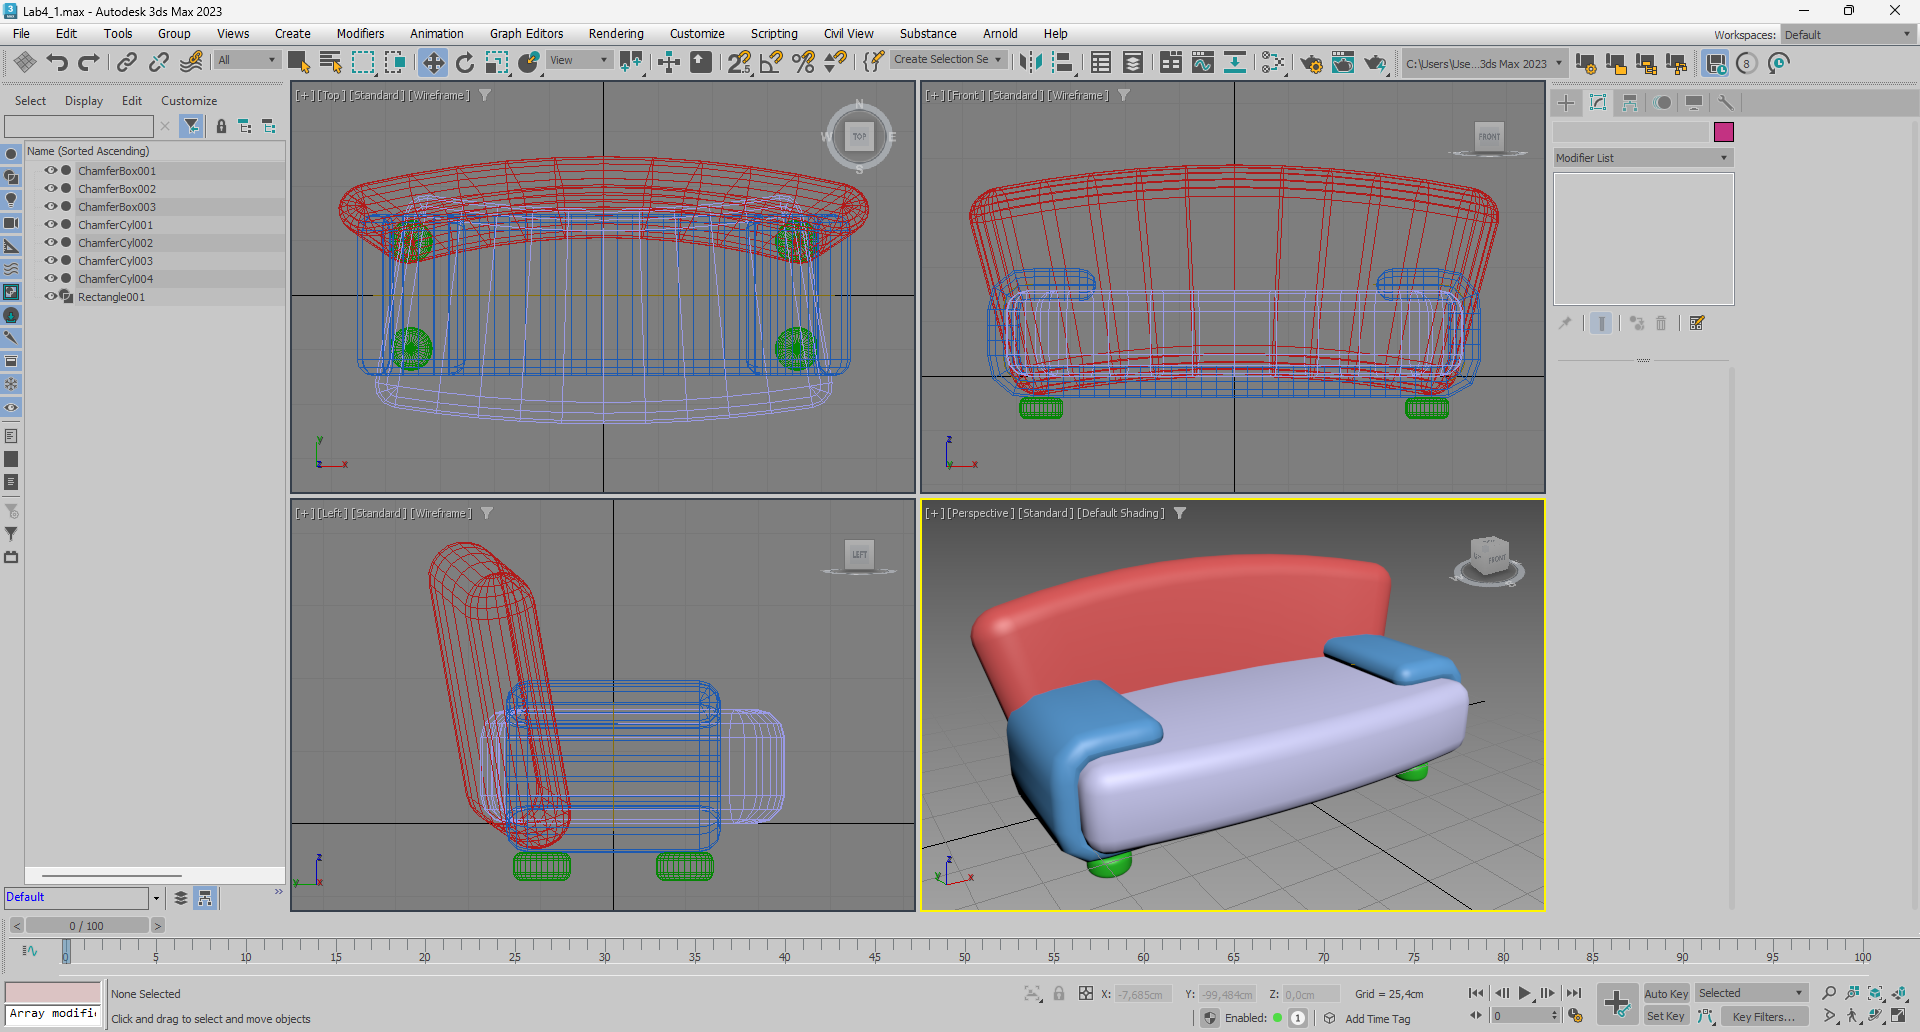 Lab4_1.max - Autodesk 3ds Max 2023
File Edit Tools Group Views Create Modifiers Animation Graph Editors Rendering Customize Scripting Civil View Substance Arnold Help
Workspaces: Default
All View Create Selection Se C:\Users\Use...3ds Max 2023 8
Select Display Edit Customize
Name (Sorted Ascending)
ChamferBox001
ChamferBox002
ChamferBox003
ChamferCyl001
ChamferCyl002
ChamferCyl003
ChamferCyl004
Rectangle001
[+] [Top] [Standard] [Wireframe]
N
W TOP E
S
y
z x
[+] [Front] [Standard] [Wireframe]
FRONT
z
y x
[+] [Left] [Standard] [Wireframe]
LEFT
z
y x
[+] [Perspective] [Standard] [Default Shading]
FRONT
z
y x
Modifier List
Default
< 0 / 100 >
0 5 10 15 20 25 30 35 40 45 50 55 60 65 70 75 80 85 90 95 100
None Selected
Array modifi
Click and drag to select and move objects
X: -7,685cm Y: -99,484cm Z: 0,0cm Grid = 25,4cm
Enabled: 1 Add Time Tag
0
Auto Key Selected
Set Key Key Filters...